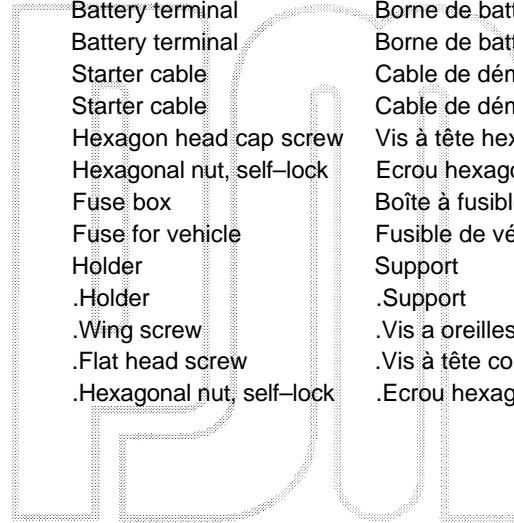 Battery terminal Borne de batt
Battery terminal Borne de batt
Starter cable Cable de dém
Starter cable Cable de dém
Hexagon head cap screw Vis à tête hex
Hexagonal nut, self–lock Ecrou hexago
Fuse box Boîte à fusible
Fuse for vehicle Fusible de vé
Holder Support
.Holder .Support
.Wing screw .Vis a oreilles
.Flat head screw .Vis à tête co
.Hexagonal nut, self–lock .Ecrou hexag